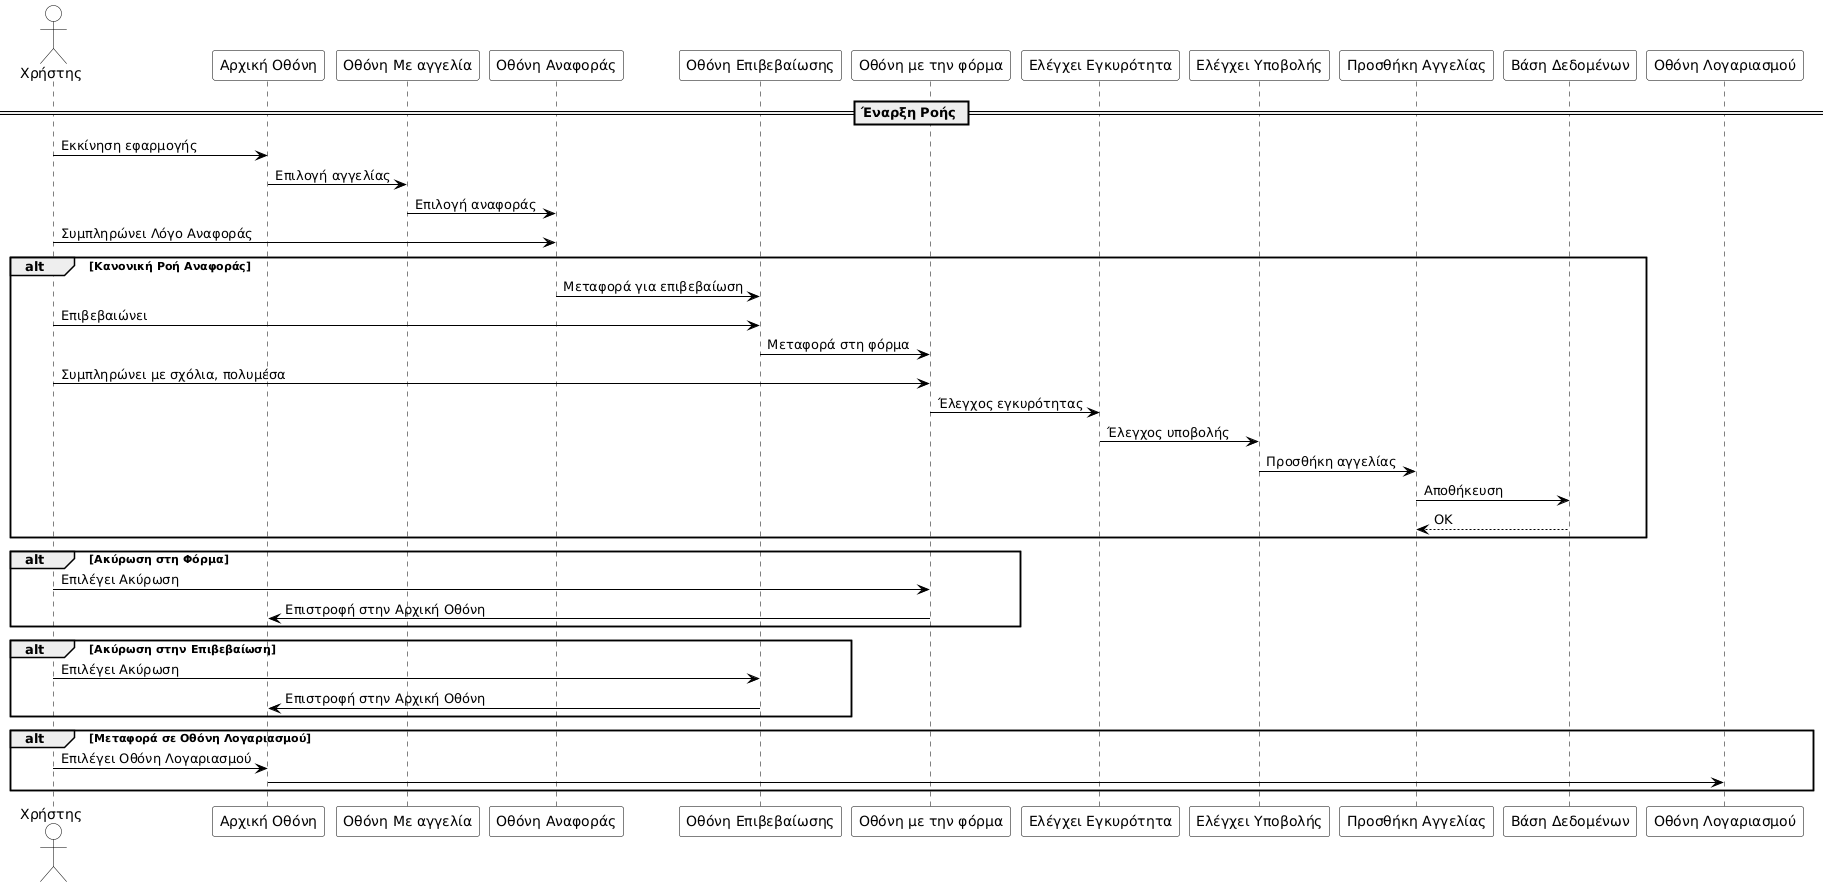 Χρήστης
Αρχική Οθόνη
Οθόνη Με αγγελία
Οθόνη Αναφοράς
Οθόνη Επιβεβαίωσης
Οθόνη με την φόρμα
Ελέγχει Εγκυρότητα
Ελέγχει Υποβολής
Προσθήκη Αγγελίας
Βάση Δεδομένων
Οθόνη Λογαριασμού
Έναρξη Ροής
Εκκίνηση εφαρμογής
Επιλογή αγγελίας
Επιλογή αναφοράς
Συμπληρώνει Λόγο Αναφοράς
alt [Κανονική Ροή Αναφοράς]
Μεταφορά για επιβεβαίωση
Επιβεβαιώνει
Μεταφορά στη φόρμα
Συμπληρώνει με σχόλια, πολυμέσα
Έλεγχος εγκυρότητας
Έλεγχος υποβολής
Προσθήκη αγγελίας
Αποθήκευση
OK
alt [Ακύρωση στη Φόρμα]
Επιλέγει Ακύρωση
Επιστροφή στην Αρχική Οθόνη
alt [Ακύρωση στην Επιβεβαίωση]
Επιλέγει Ακύρωση
Επιστροφή στην Αρχική Οθόνη
alt [Μεταφορά σε Οθόνη Λογαριασμού]
Επιλέγει Οθόνη Λογαριασμού
Χρήστης
Αρχική Οθόνη
Οθόνη Με αγγελία
Οθόνη Αναφοράς
Οθόνη Επιβεβαίωσης
Οθόνη με την φόρμα
Ελέγχει Εγκυρότητα
Ελέγχει Υποβολής
Προσθήκη Αγγελίας
Βάση Δεδομένων
Οθόνη Λογαριασμού